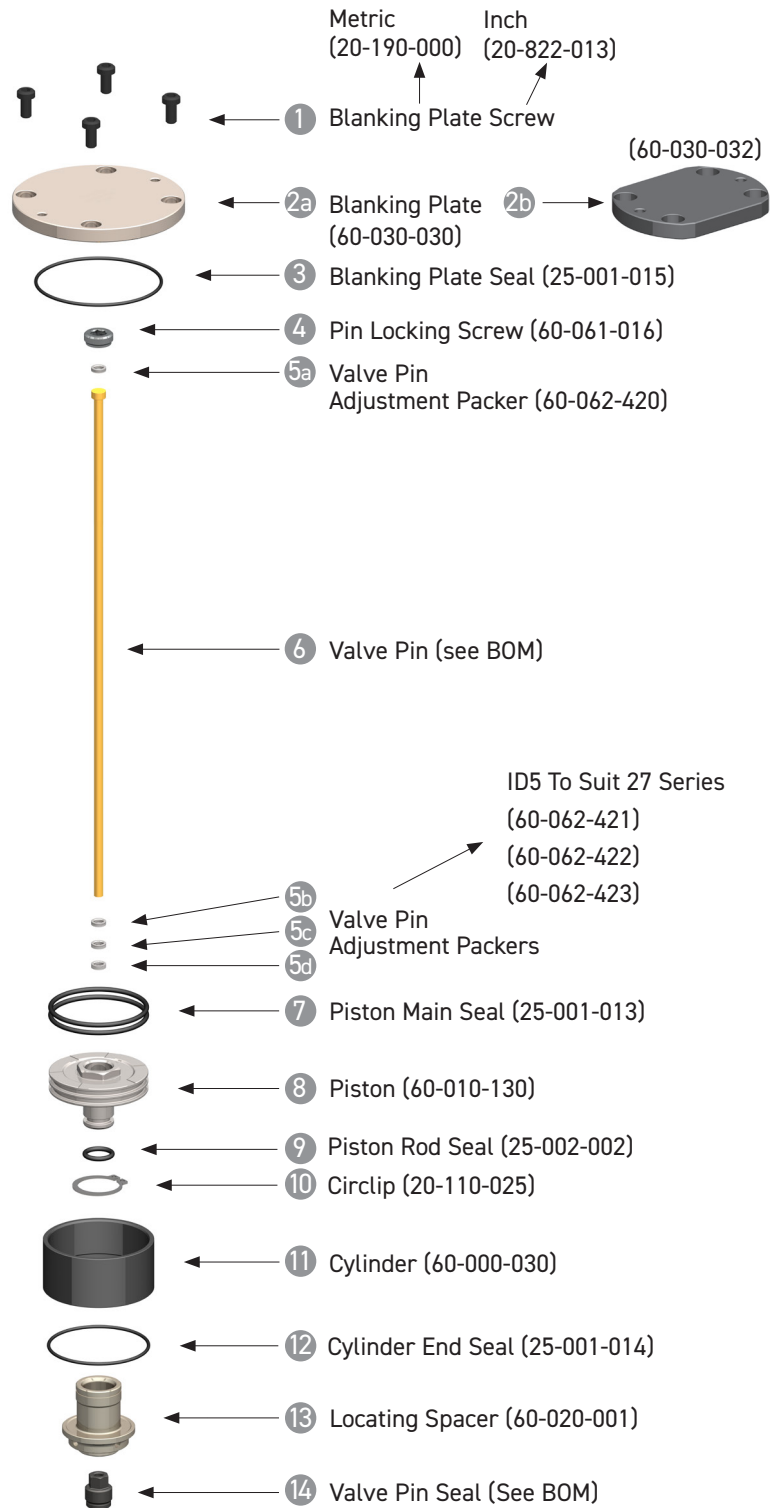 Metric Inch
(20-190-000) (20-822-013)
1 Blanking Plate Screw
(60-030-032)
2a Blanking Plate 2b
(60-030-030)
3 Blanking Plate Seal (25-001-015)
4 Pin Locking Screw (60-061-016)
5a Valve Pin
Adjustment Packer (60-062-420)
6 Valve Pin (see BOM)
ID5 To Suit 27 Series
(60-062-421)
(60-062-422)
(60-062-423)
5b
5c Valve Pin
Adjustment Packers
5d
7 Piston Main Seal (25-001-013)
8 Piston (60-010-130)
9 Piston Rod Seal (25-002-002)
10 Circlip (20-110-025)
11 Cylinder (60-000-030)
12 Cylinder End Seal (25-001-014)
13 Locating Spacer (60-020-001)
14 Valve Pin Seal (See BOM)